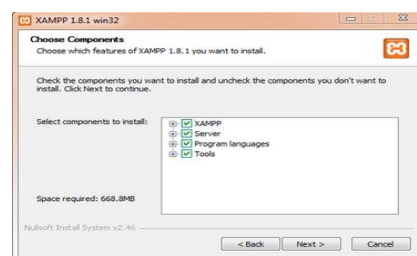 XAMPP 1.8.1 win32
Choose Components
Choose which features of XAMPP 1.8.1 you want to install.
Check the components you want to install and uncheck the components you don't want to
install. Click Next to continue.
Select components to install:
XAMPP
Server
Program languages
Tools
Space required: 668.8MB
Nullsoft Install System v2.46
< Back
Next >
Cancel